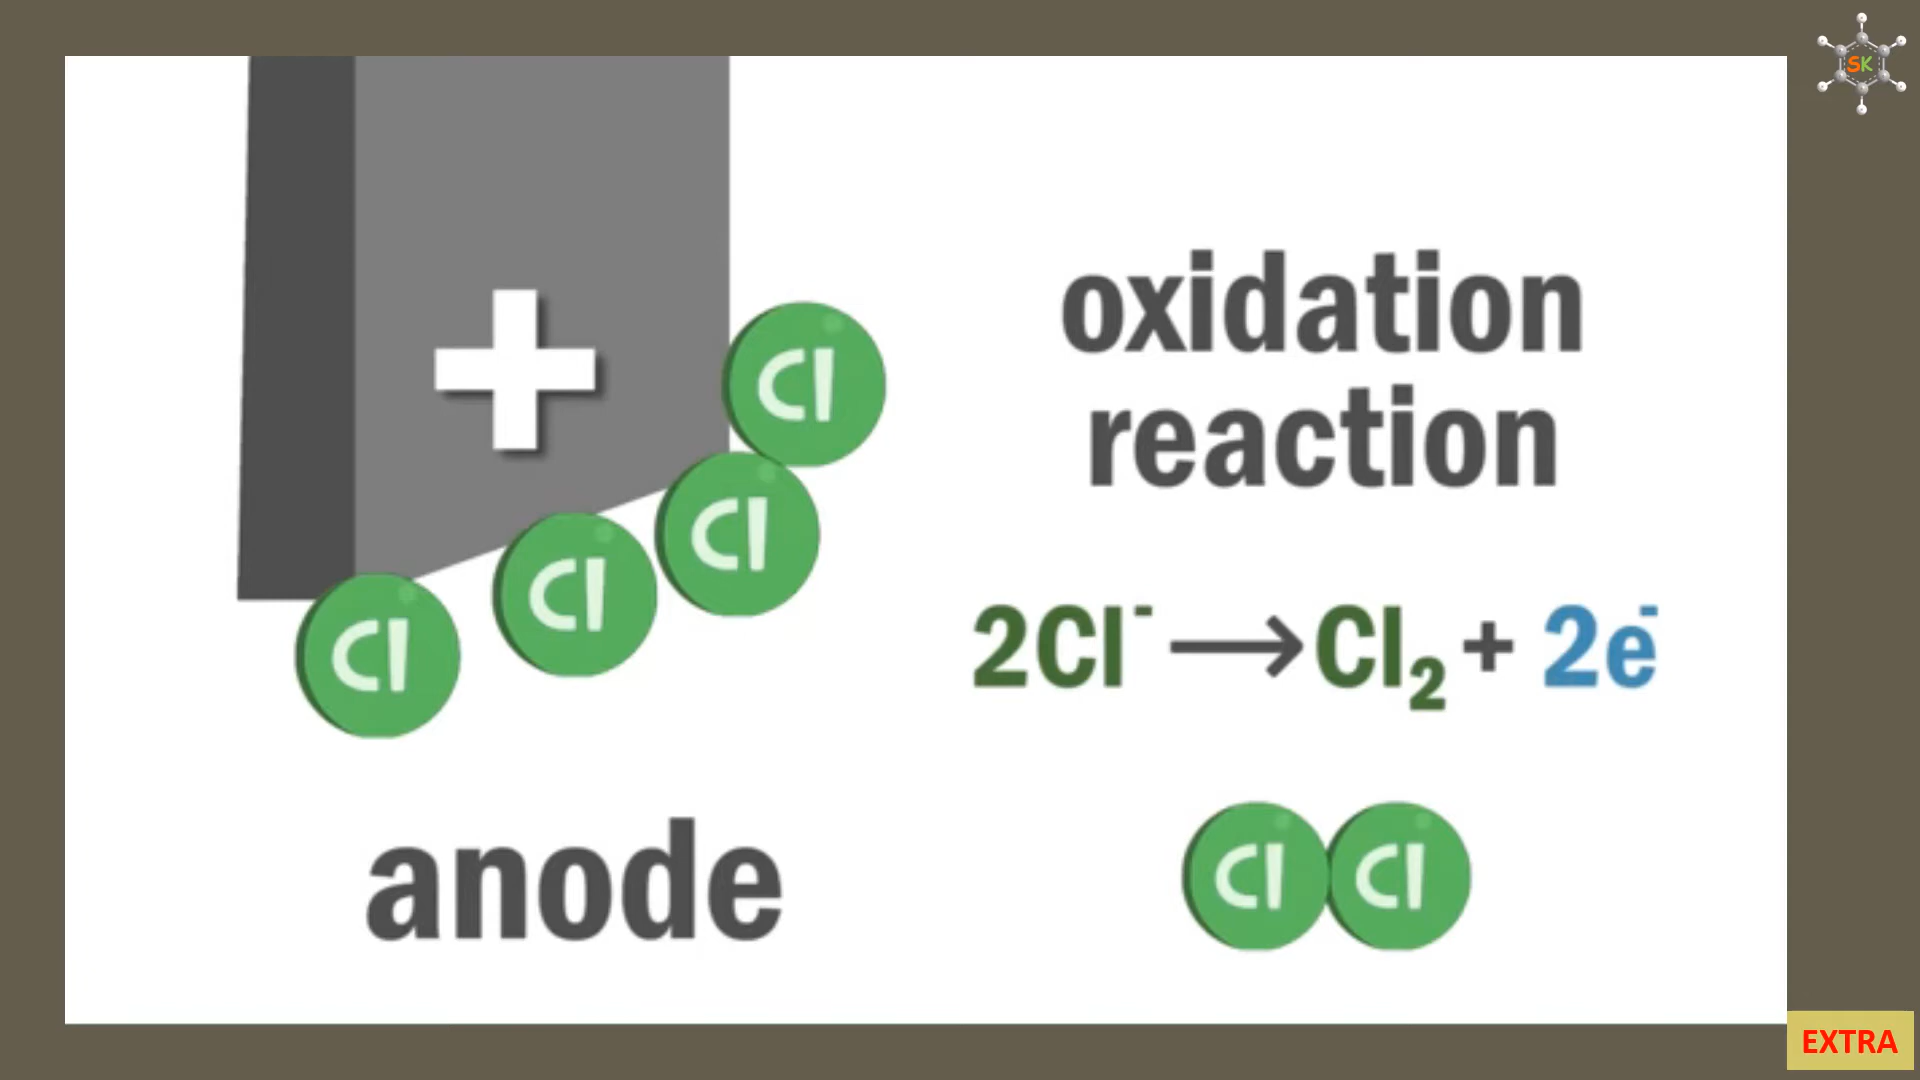 SK
+
Cl
Cl
Cl
Cl
anode
oxidation
reaction
2Cl⁻ ⟶ Cl₂ + 2e⁻
Cl Cl
EXTRA